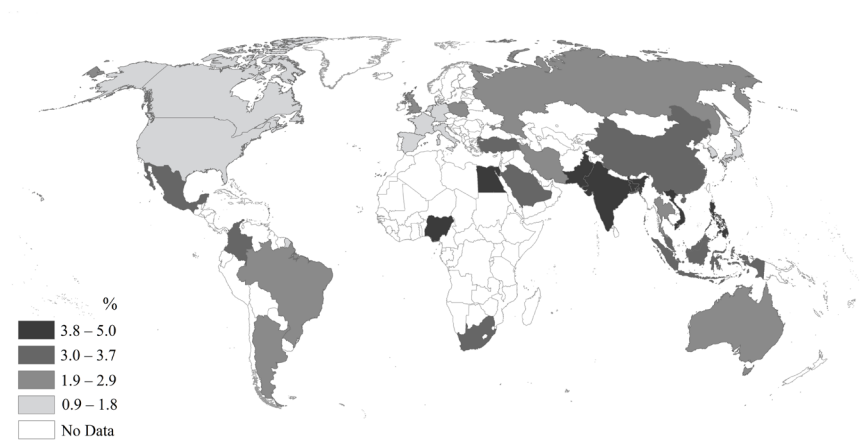 %
3.8 – 5.0
3.0 – 3.7
1.9 – 2.9
0.9 – 1.8
No Data